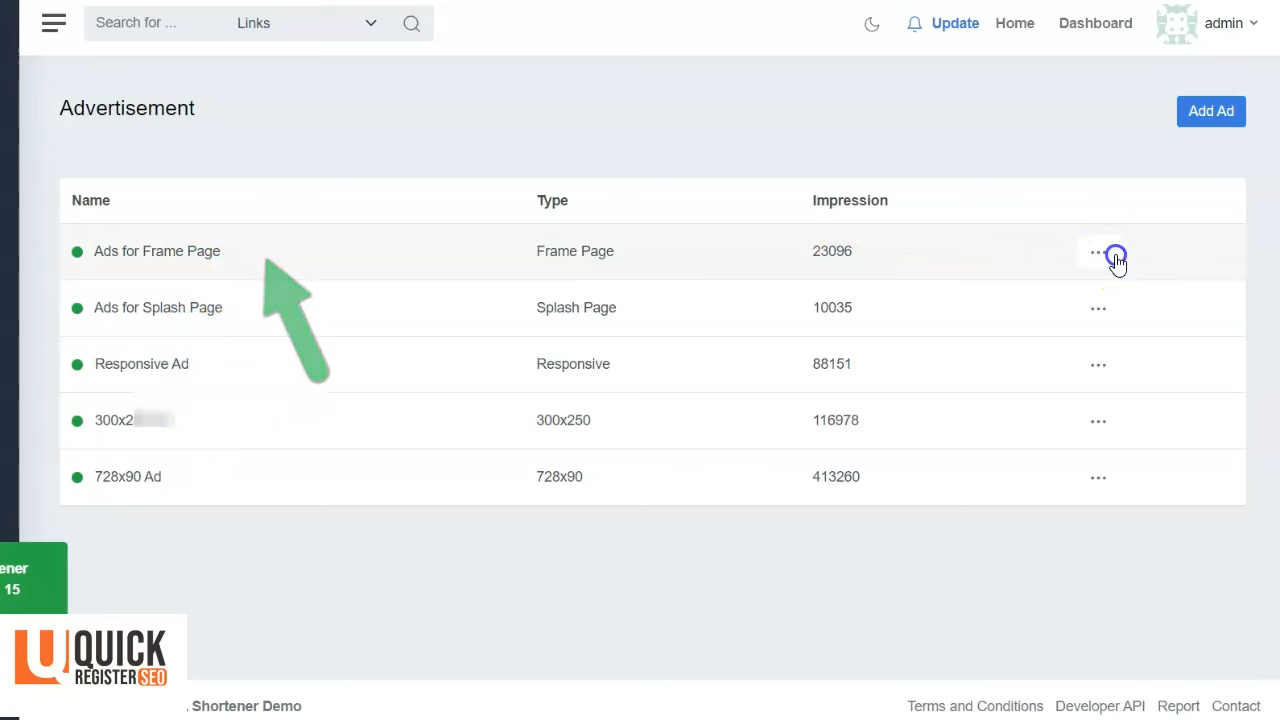 Search for ... Links Update Home Dashboard admin
Advertisement Add Ad
Name Type Impression
Ads for Frame Page Frame Page 23096
Ads for Splash Page Splash Page 10035
Responsive Ad Responsive 88151
300x2 300x250 116978
728x90 Ad 728x90 413260
ener
15
QUICK
REGISTER SEO
. Shortener Demo Terms and Conditions Developer API Report Contact